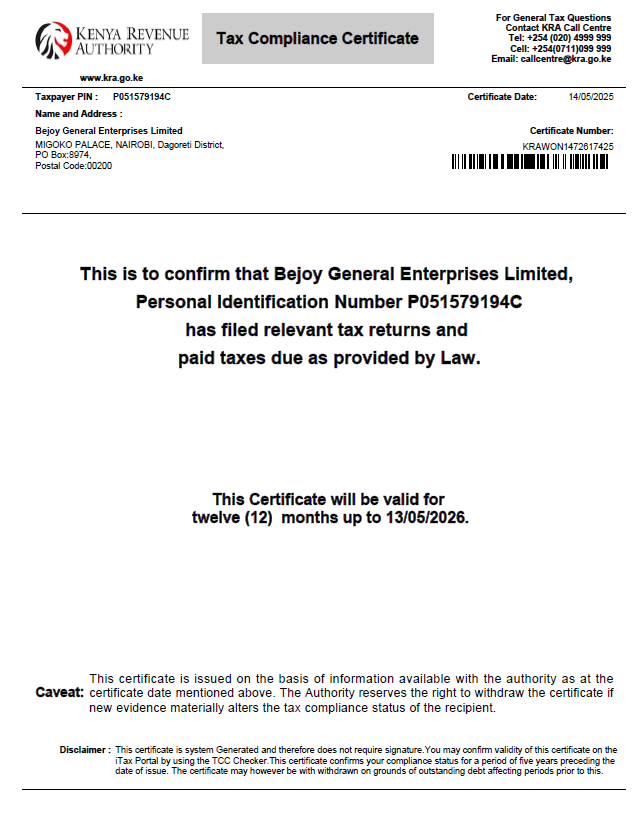 KENYA REVENUE
AUTHORITY
www.kra.go.ke
Tax Compliance Certificate
For General Tax Questions
Contact KRA Call Centre
Tel: +254 (020) 4999 999
Cell: +254(0711)099 999
Email: callcentre@kra.go.ke
Taxpayer PIN : P051579194C
Certificate Date: 14/05/2025
Name and Address :
Bejoy General Enterprises Limited
MIGOKO PALACE, NAIROBI, Dagoreti District,
PO Box:8974,
Postal Code:00200
Certificate Number:
KRAWON1472617425
This is to confirm that Bejoy General Enterprises Limited,
Personal Identification Number P051579194C
has filed relevant tax returns and
paid taxes due as provided by Law.
This Certificate will be valid for
twelve (12) months up to 13/05/2026.
Caveat: This certificate is issued on the basis of information available with the authority as at the
certificate date mentioned above. The Authority reserves the right to withdraw the certificate if
new evidence materially alters the tax compliance status of the recipient.
Disclaimer : This certificate is system Generated and therefore does not require signature.You may confirm validity of this certificate on the
iTax Portal by using the TCC Checker.This certificate confirms your compliance status for a period of five years preceding the
date of issue. The certificate may however be with withdrawn on grounds of outstanding debt affecting periods prior to this.